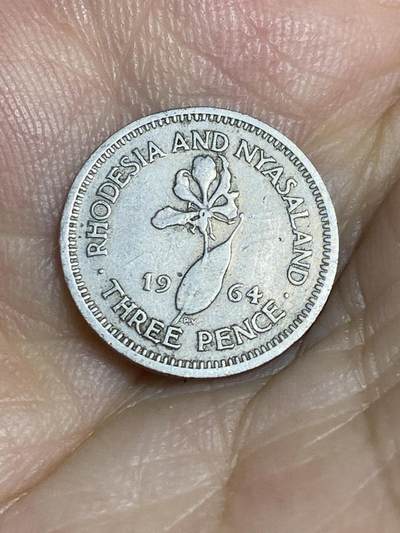 · RHODESIA AND NYASALAND ·
19 64
THREE PENCE